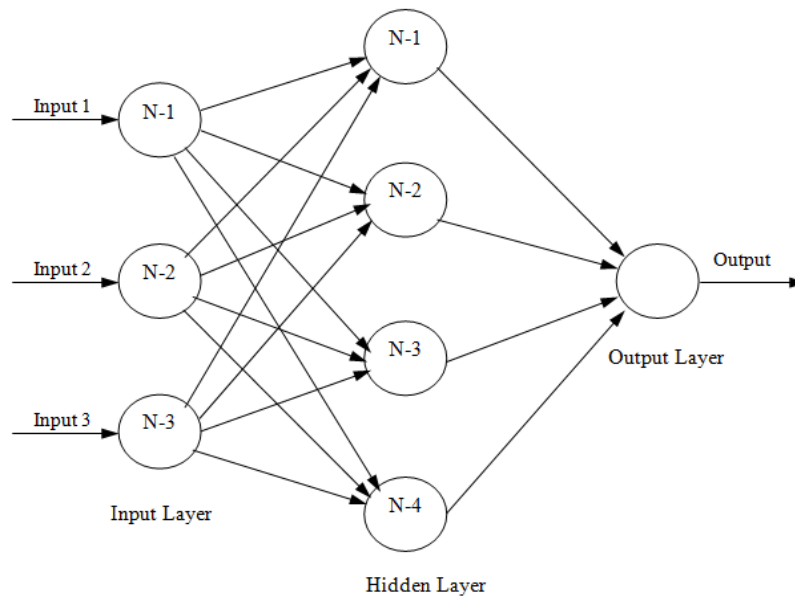 N-1
Input 1
N-1
N-2
Input 2
N-2
Output
N-3
Output Layer
Input 3
N-3
Input Layer
N-4
Hidden Layer